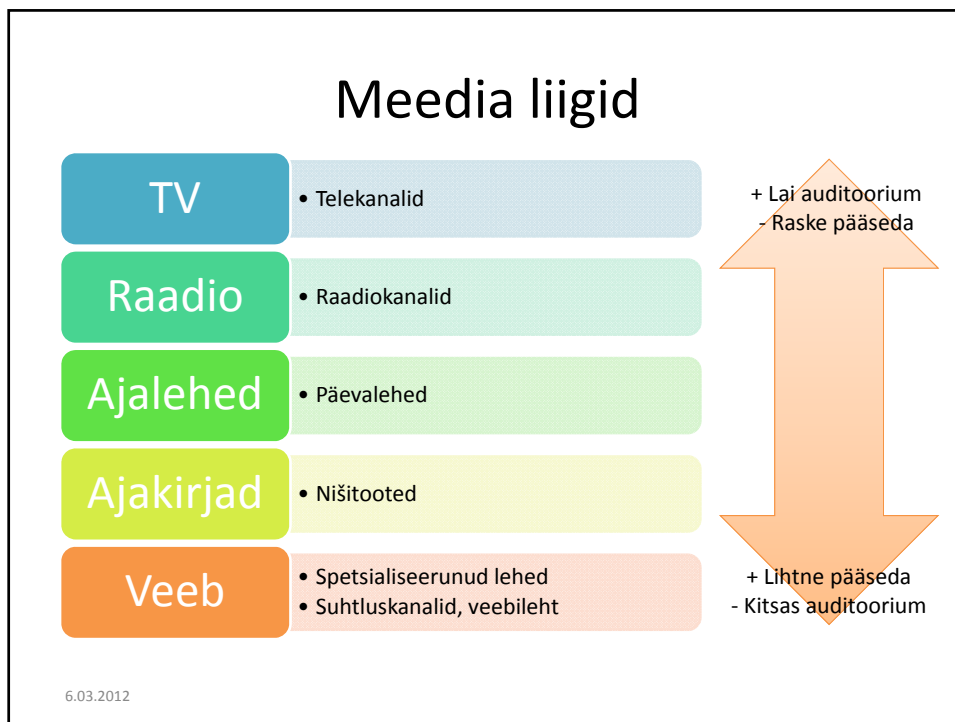 Meedia liigid
TV
• Telekanalid
+ Lai auditoorium
- Raske pääseda
Raadio
• Raadiokanalid
Ajalehed
• Päevalehed
Ajakirjad
• Nišitooted
Veeb
• Spetsialiseerunud lehed
• Suhtluskanalid, veebileht
+ Lihtne pääseda
- Kitsas auditoorium
6.03.2012